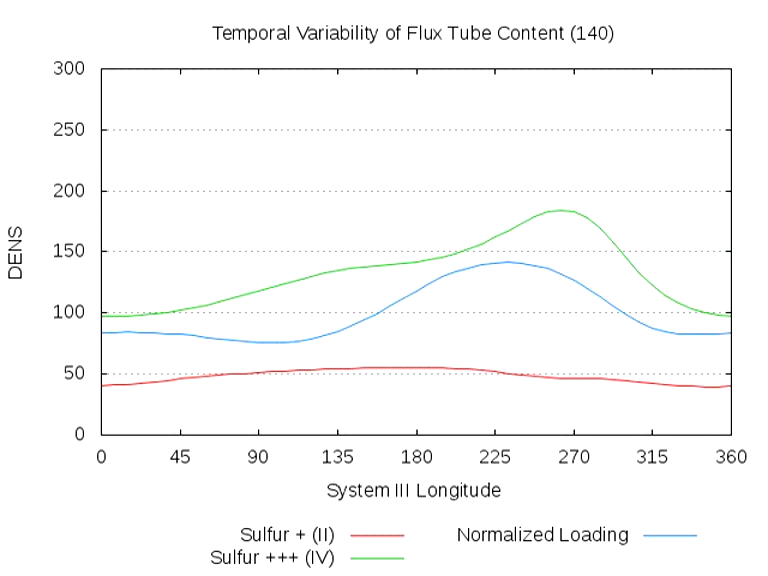 Temporal Variability of Flux Tube Content (140)
300
250
200
150
100
50
0
DENS
0 45 90 135 180 225 270 315 360
System III Longitude
Sulfur + (II) Normalized Loading
Sulfur +++ (IV)